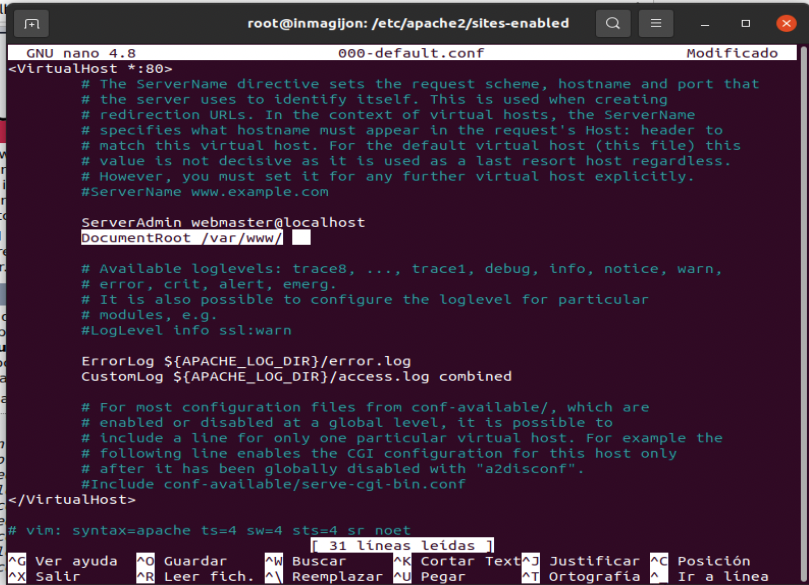 root@inmagijon: /etc/apache2/sites-enabled
GNU nano 4.8 000-default.conf Modificado
<VirtualHost *:80>
# The ServerName directive sets the request scheme, hostname and port that
# the server uses to identify itself. This is used when creating
# redirection URLs. In the context of virtual hosts, the ServerName
# specifies what hostname must appear in the request's Host: header to
# match this virtual host. For the default virtual host (this file) this
# value is not decisive as it is used as a last resort host regardless.
# However, you must set it for any further virtual host explicitly.
#ServerName www.example.com
ServerAdmin webmaster@localhost
DocumentRoot /var/www/
# Available loglevels: trace8, ..., trace1, debug, info, notice, warn,
# error, crit, alert, emerg.
# It is also possible to configure the loglevel for particular
# modules, e.g.
#LogLevel info ssl:warn
ErrorLog ${APACHE_LOG_DIR}/error.log
CustomLog ${APACHE_LOG_DIR}/access.log combined
# For most configuration files from conf-available/, which are
# enabled or disabled at a global level, it is possible to
# include a line for only one particular virtual host. For example the
# following line enables the CGI configuration for this host only
# after it has been globally disabled with "a2disconf".
#Include conf-available/serve-cgi-bin.conf
</VirtualHost>
# vim: syntax=apache ts=4 sw=4 sts=4 sr noet
[ 31 líneas leídas ]
^G Ver ayuda ^O Guardar ^W Buscar ^K Cortar Text ^J Justificar ^C Posición
^X Salir ^R Leer fich. ^\ Reemplazar ^U Pegar ^T Ortografía ^_ Ir a línea